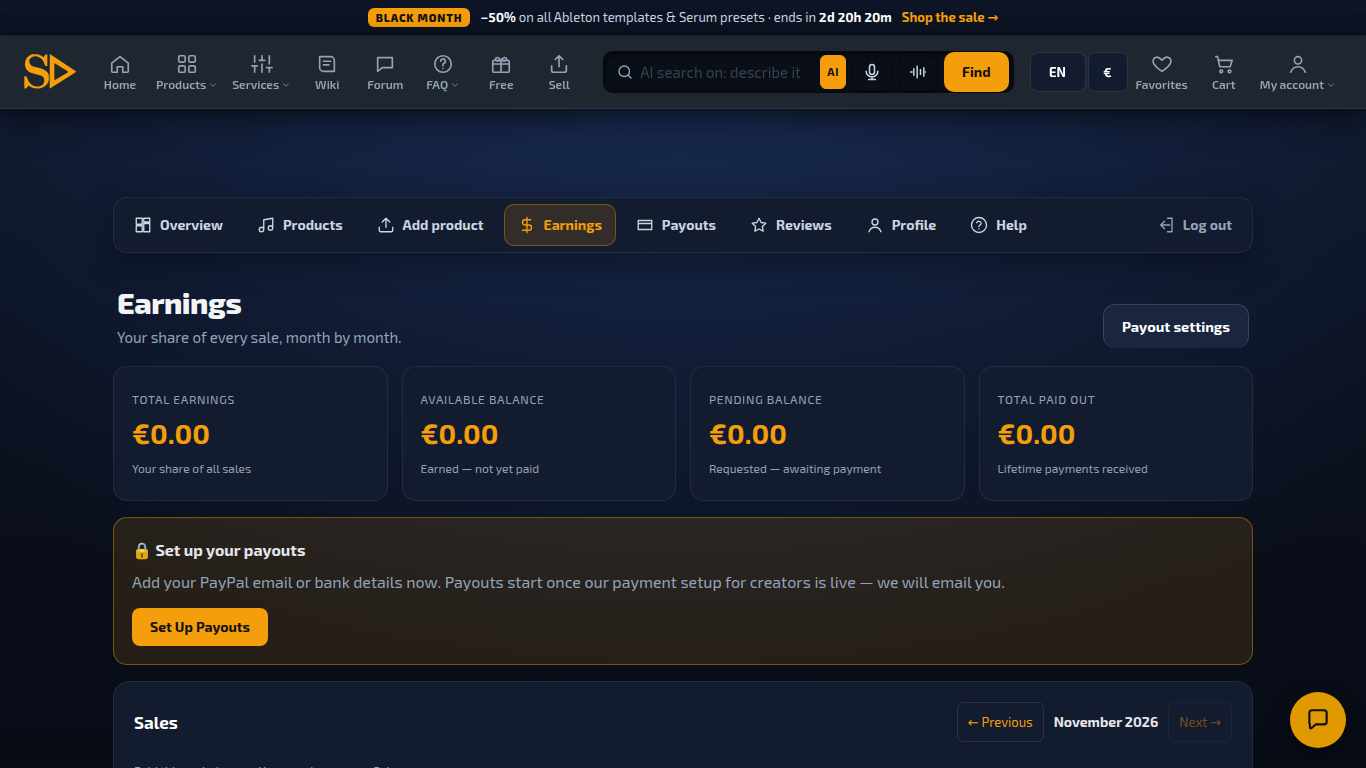 BLACK MONTH −50% on all Ableton templates & Serum presets · ends in 2d 20h 20m Shop the sale →
Home Products Services Wiki Forum FAQ Free Sell
AI search on: describe it AI Find
EN € Favorites Cart My account
Overview Products Add product Earnings Payouts Reviews Profile Help Log out
Earnings
Your share of every sale, month by month.
Payout settings
TOTAL EARNINGS
€0.00
Your share of all sales
AVAILABLE BALANCE
€0.00
Earned — not yet paid
PENDING BALANCE
€0.00
Requested — awaiting payment
TOTAL PAID OUT
€0.00
Lifetime payments received
🔒 Set up your payouts
Add your PayPal email or bank details now. Payouts start once our payment setup for creators is live — we will email you.
Set Up Payouts
Sales
← Previous November 2026 Next →